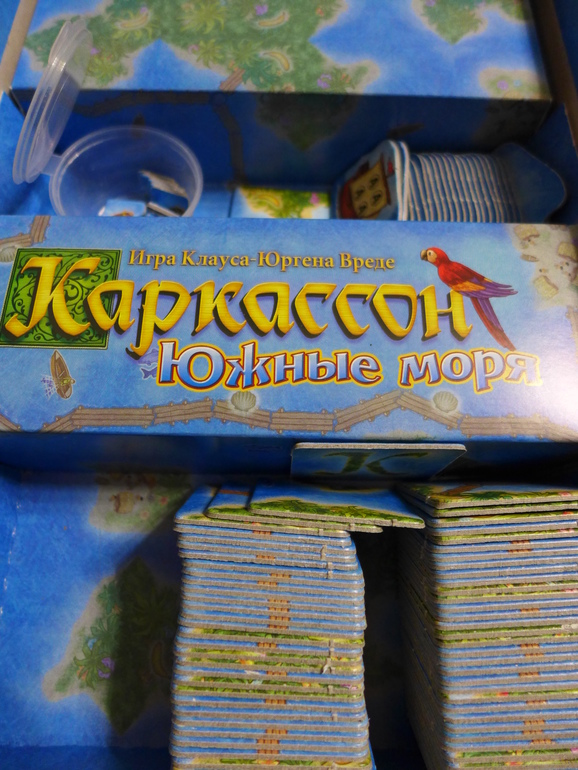 Игра Клауса-Юргена Вреде
Каркассон
Южные моря